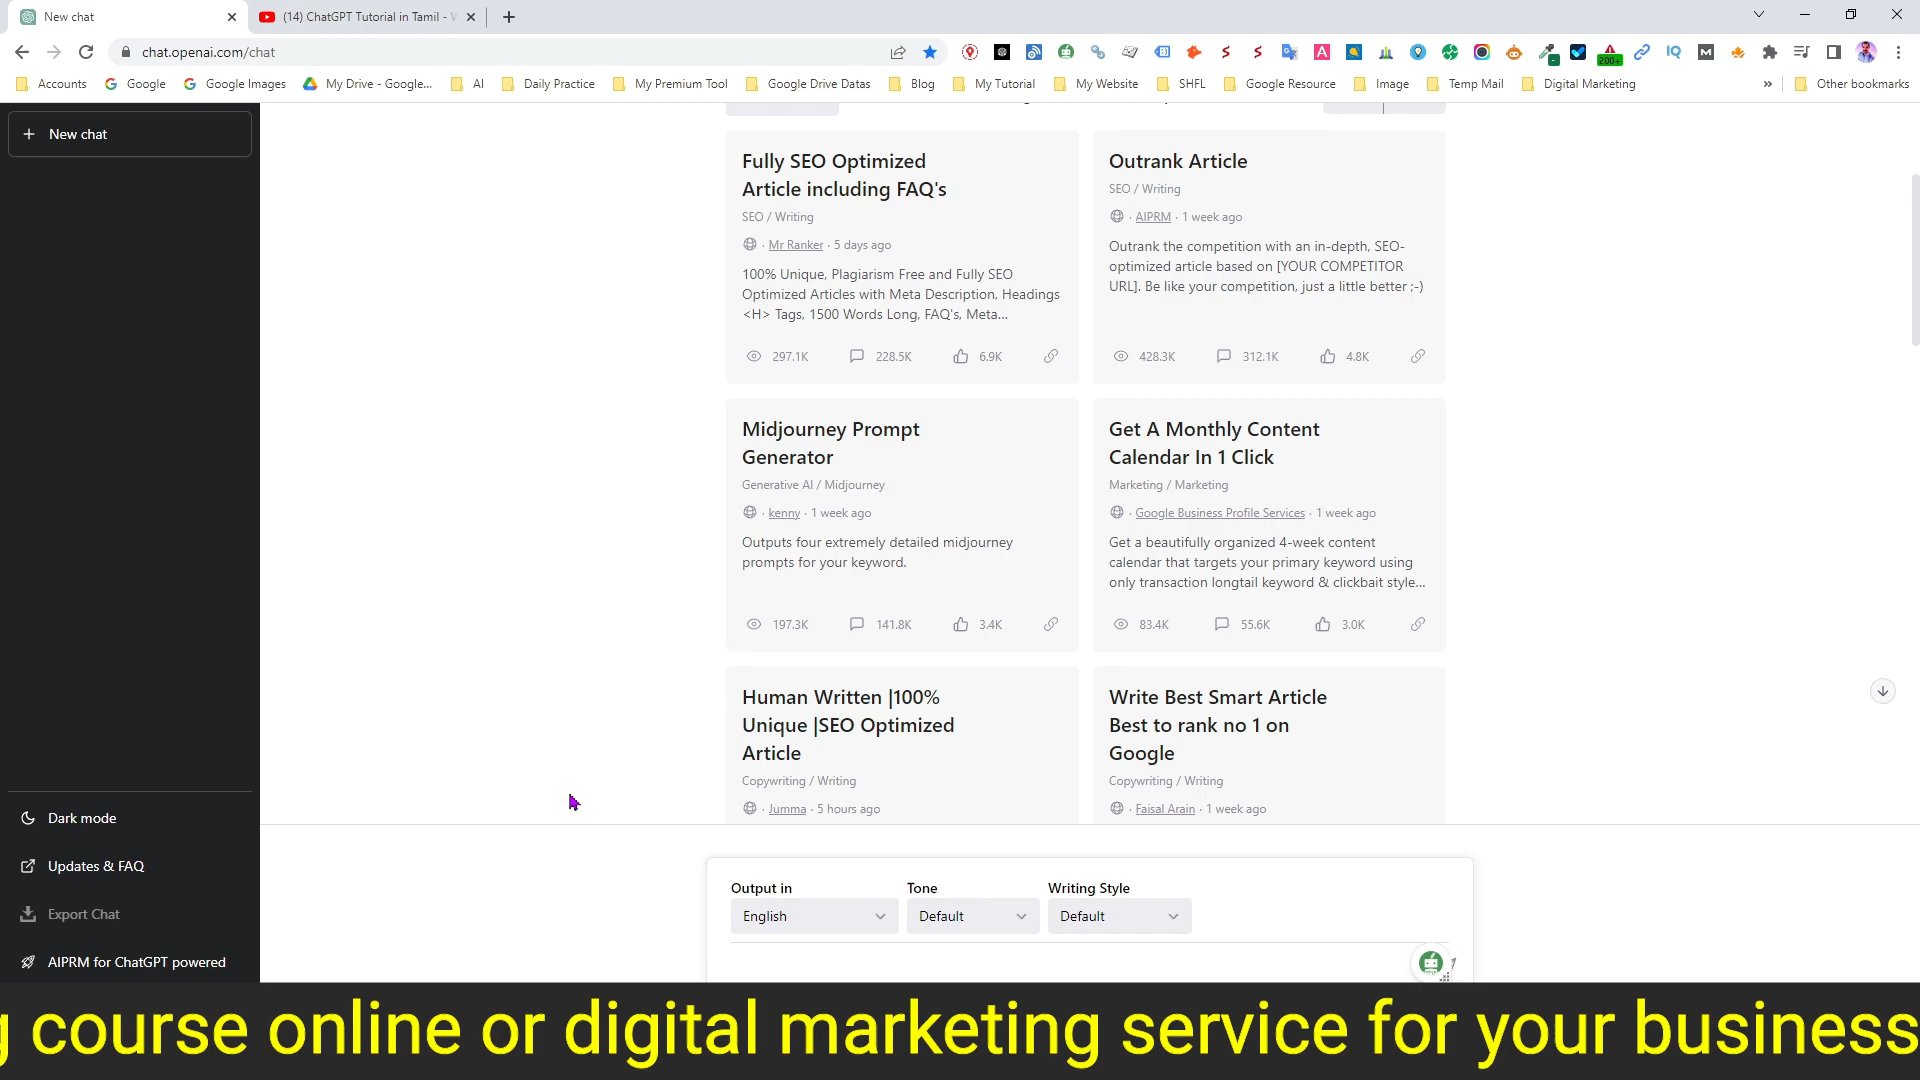 New chat
(14) ChatGPT Tutorial in Tamil -
chat.openai.com/chat
200+
Accounts
Google
Google Images
My Drive - Google...
AI
Daily Practice
My Premium Tool
Google Drive Datas
Blog
My Tutorial
My Website
SHFL
Google Resource
Image
Temp Mail
Digital Marketing
»
Other bookmarks
+ New chat
Fully SEO Optimized
Article including FAQ's
SEO / Writing
· Mr Ranker · 5 days ago
100% Unique, Plagiarism Free and Fully SEO
Optimized Articles with Meta Description, Headings
<H> Tags, 1500 Words Long, FAQ's, Meta...
297.1K 228.5K 6.9K
Outrank Article
SEO / Writing
· AIPRM · 1 week ago
Outrank the competition with an in-depth, SEO-
optimized article based on [YOUR COMPETITOR
URL]. Be like your competition, just a little better ;-)
428.3K 312.1K 4.8K
Midjourney Prompt
Generator
Generative AI / Midjourney
· kenny · 1 week ago
Outputs four extremely detailed midjourney
prompts for your keyword.
197.3K 141.8K 3.4K
Get A Monthly Content
Calendar In 1 Click
Marketing / Marketing
· Google Business Profile Services · 1 week ago
Get a beautifully organized 4-week content
calendar that targets your primary keyword using
only transaction longtail keyword & clickbait style...
83.4K 55.6K 3.0K
Human Written |100%
Unique |SEO Optimized
Article
Copywriting / Writing
· Jumma · 5 hours ago
Write Best Smart Article
Best to rank no 1 on
Google
Copywriting / Writing
· Faisal Arain · 1 week ago
Dark mode
Updates & FAQ
Export Chat
AIPRM for ChatGPT powered
Output in Tone Writing Style
English Default Default
course online or digital marketing service for your business